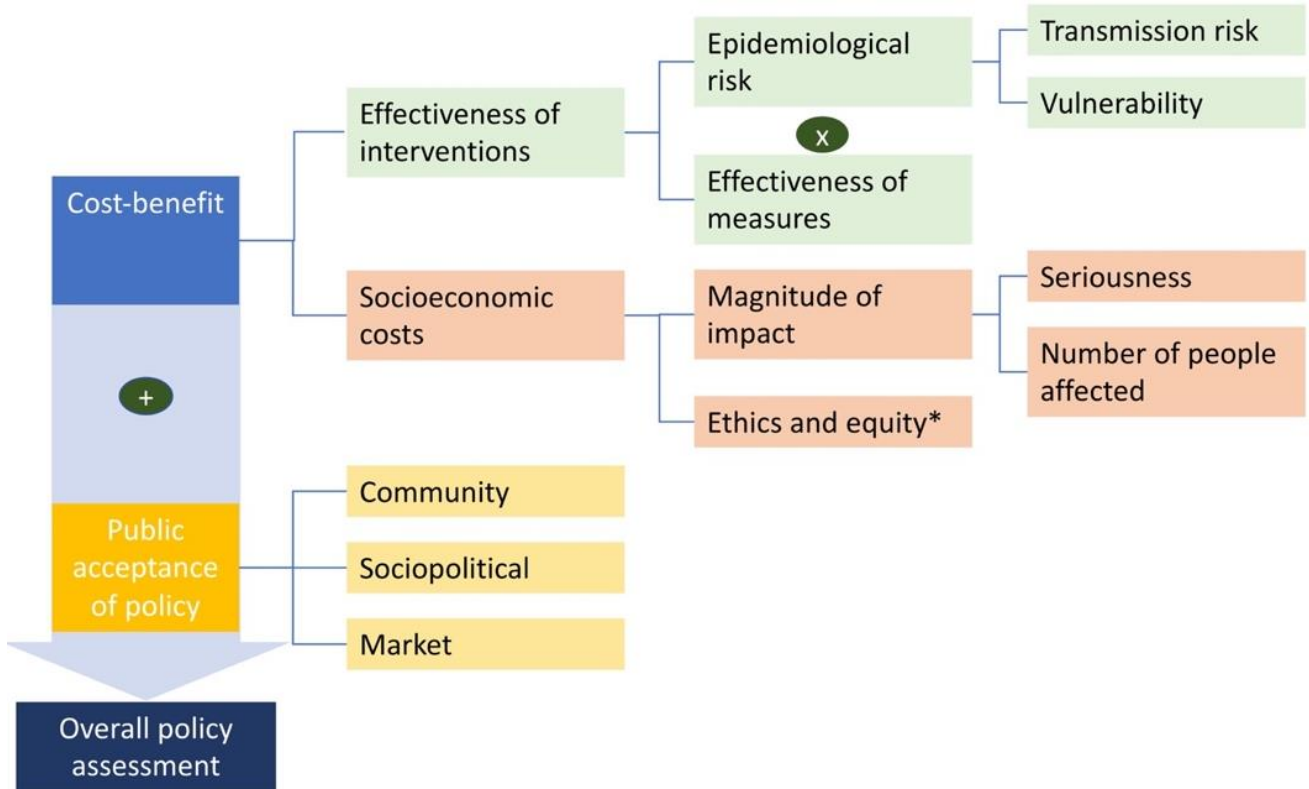 Cost-benefit
+
Public
acceptance
of policy
Overall policy
assessment
Effectiveness of
interventions
Socioeconomic
costs
Community
Sociopolitical
Market
Epidemiological
risk
x
Effectiveness of
measures
Magnitude of
impact
Ethics and equity*
Transmission risk
Vulnerability
Seriousness
Number of people
affected